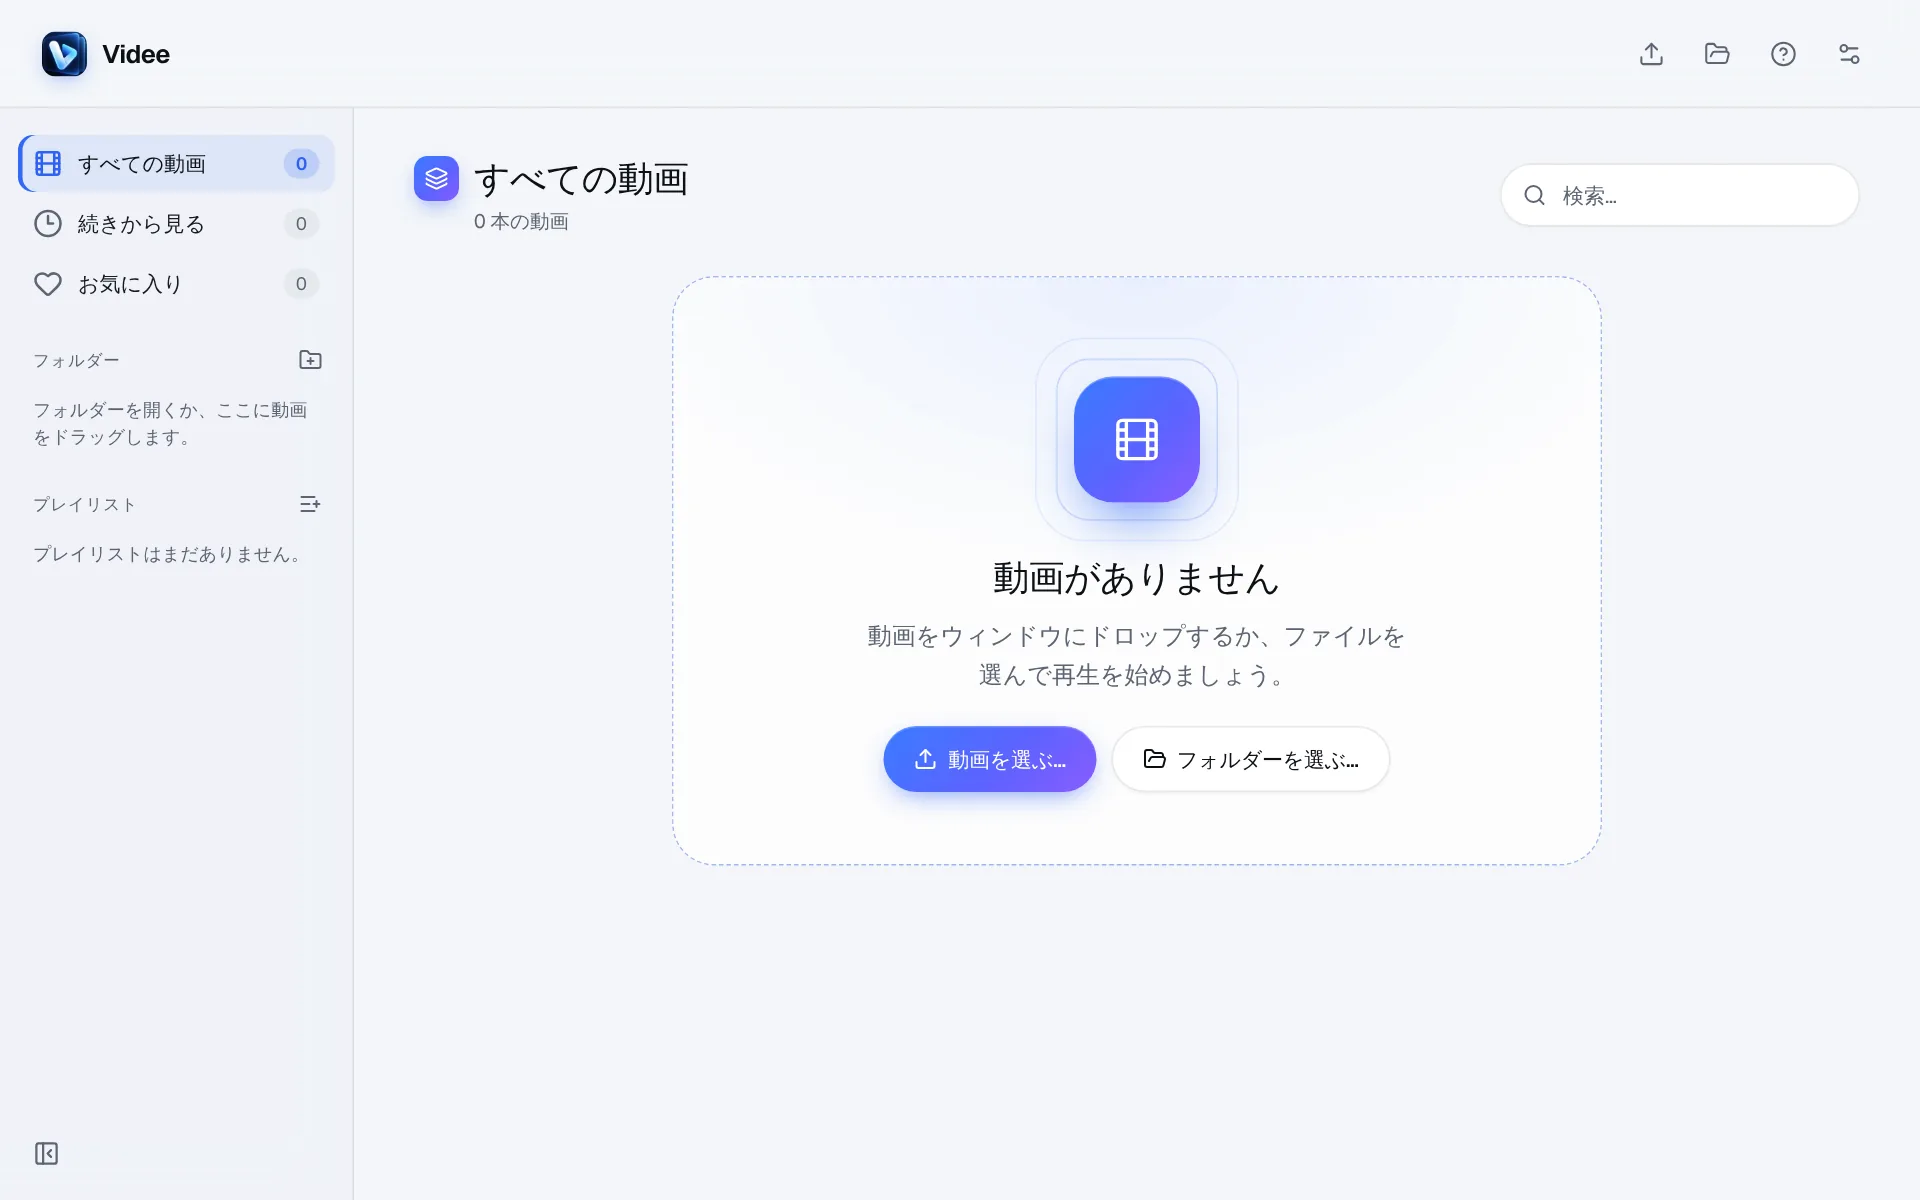 Videe
すべての動画
0
続きから見る
0
お気に入り
0
フォルダー
フォルダーを開くか、ここに動画
をドラッグします。
プレイリスト
プレイリストはまだありません。
すべての動画
0 本の動画
検索...
動画がありません
動画をウィンドウにドロップするか、ファイルを
選んで再生を始めましょう。
動画を選ぶ...
フォルダーを選ぶ...